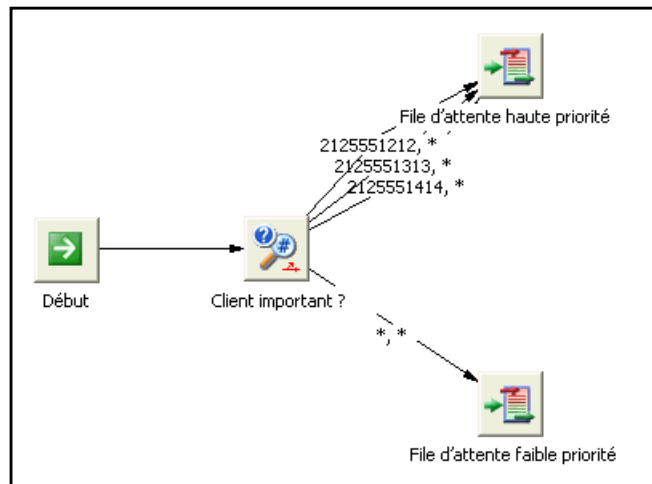 File d'attente haute priorité
2125551212, *
2125551313, *
2125551414, *
Début
Client important ?
*, *
File d'attente faible priorité